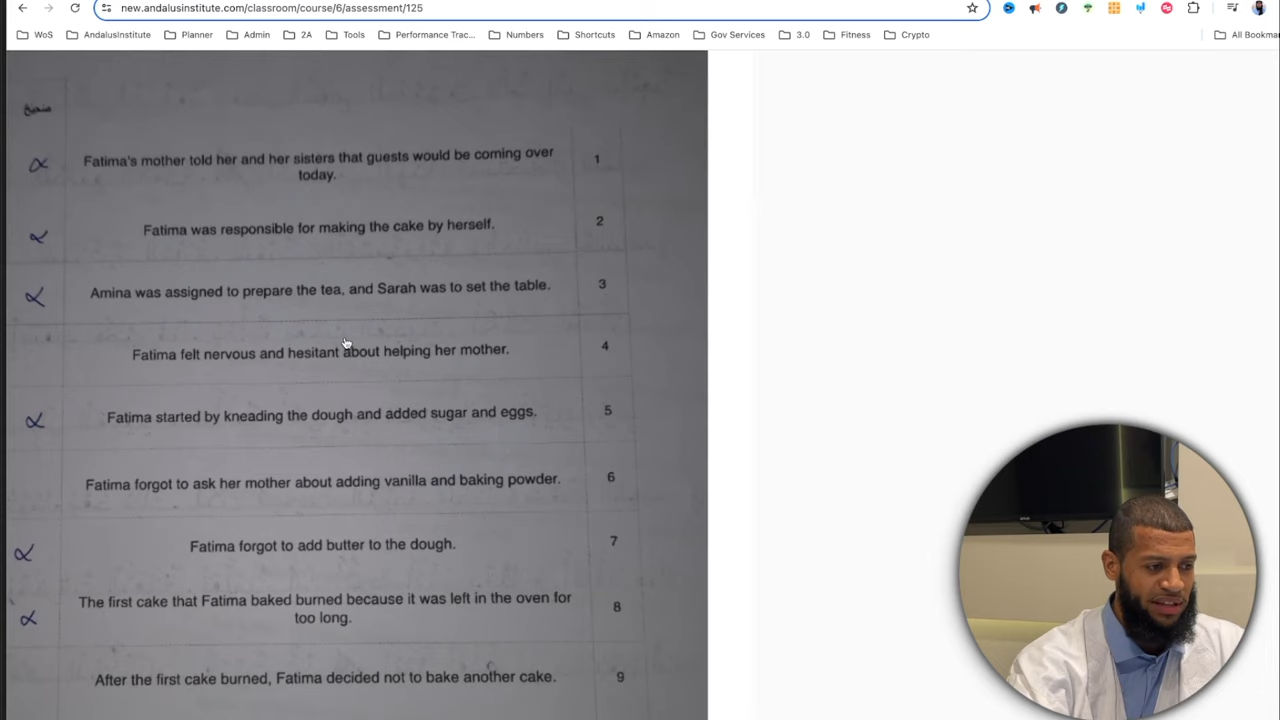 new.andalusinstitute.com/classroom/course/6/assessment/125
WoS AndalusInstitute Planner Admin 2A Tools Performance Trac... Numbers Shortcuts Amazon Gov Services 3.0 Fitness Crypto All Bookma
Fatima's mother told her and her sisters that guests would be coming over
today.
1
Fatima was responsible for making the cake by herself. 2
Amina was assigned to prepare the tea, and Sarah was to set the table. 3
Fatima felt nervous and hesitant about helping her mother. 4
Fatima started by kneading the dough and added sugar and eggs. 5
Fatima forgot to ask her mother about adding vanilla and baking powder. 6
Fatima forgot to add butter to the dough. 7
The first cake that Fatima baked burned because it was left in the oven for
too long.
8
After the first cake burned, Fatima decided not to bake another cake. 9